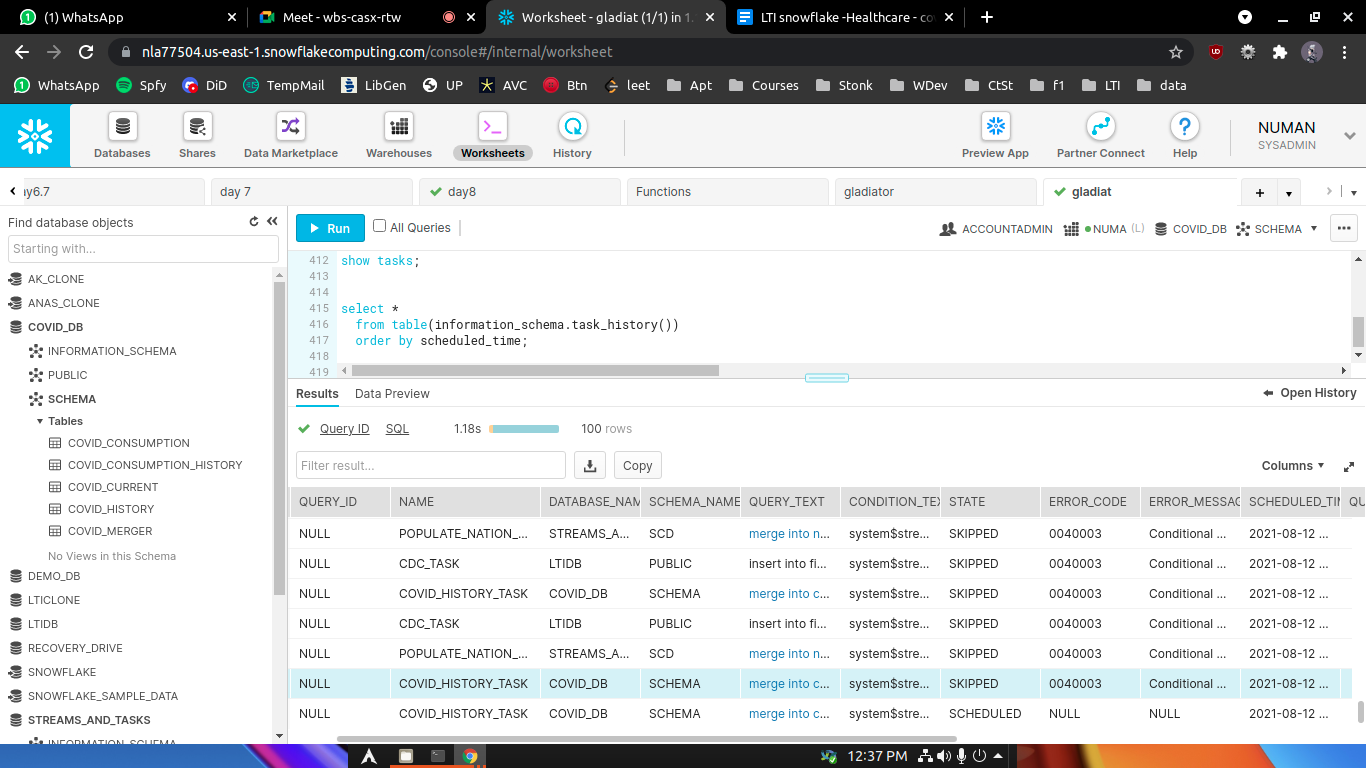 (1) WhatsApp
Meet - wbs-casx-rtw
Worksheet - gladiat (1/1) in 1.
LTI snowflake -Healthcare - co
nla77504.us-east-1.snowflakecomputing.com/console#/internal/worksheet
WhatsApp Spfy DiD TempMail LibGen UP AVC Btn leet Apt Courses Stonk WDev CtSt f1 LTI data
Databases Shares Data Marketplace Warehouses Worksheets History Preview App Partner Connect Help
NUMAN
SYSADMIN
ay6.7 day 7 day8 Functions gladiator gladiat
Find database objects
Starting with...
AK_CLONE
ANAS_CLONE
COVID_DB
INFORMATION_SCHEMA
PUBLIC
SCHEMA
Tables
COVID_CONSUMPTION
COVID_CONSUMPTION_HISTORY
COVID_CURRENT
COVID_HISTORY
COVID_MERGER
No Views in this Schema
DEMO_DB
LTICLONE
LTIDB
RECOVERY_DRIVE
SNOWFLAKE
SNOWFLAKE_SAMPLE_DATA
STREAMS_AND_TASKS
INFORMATION_SCHEMA
Run All Queries ACCOUNTADMIN NUMA (L) COVID_DB SCHEMA
412 show tasks;
413
414
415 select *
416 from table(information_schema.task_history())
417 order by scheduled_time;
418
419
Results Data Preview Open History
Query ID SQL 1.18s 100 rows
Filter result... Copy Columns
QUERY_ID NAME DATABASE_NAM SCHEMA_NAME QUERY_TEXT CONDITION_TEX STATE ERROR_CODE ERROR_MESSAG SCHEDULED_TIM QU
NULL POPULATE_NATION_... STREAMS_A... SCD merge into n... system$stre... SKIPPED 0040003 Conditional ... 2021-08-12 ...
NULL CDC_TASK LTIDB PUBLIC insert into fi... system$stre... SKIPPED 0040003 Conditional ... 2021-08-12 ...
NULL COVID_HISTORY_TASK COVID_DB SCHEMA merge into c... system$stre... SKIPPED 0040003 Conditional ... 2021-08-12 ...
NULL CDC_TASK LTIDB PUBLIC insert into fi... system$stre... SKIPPED 0040003 Conditional ... 2021-08-12 ...
NULL POPULATE_NATION_... STREAMS_A... SCD merge into n... system$stre... SKIPPED 0040003 Conditional ... 2021-08-12 ...
NULL COVID_HISTORY_TASK COVID_DB SCHEMA merge into c... system$stre... SKIPPED 0040003 Conditional ... 2021-08-12 ...
NULL COVID_HISTORY_TASK COVID_DB SCHEMA merge into c... system$stre... SCHEDULED NULL NULL 2021-08-12 ...
12:37 PM